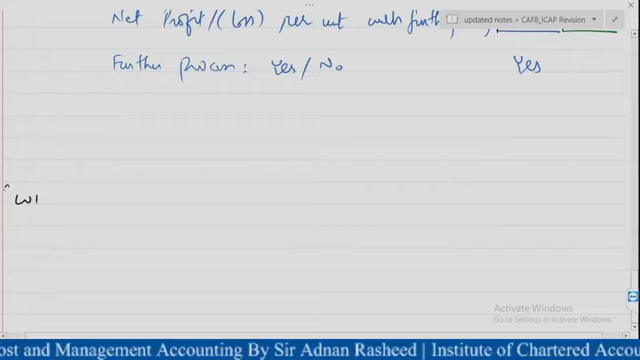 updated notes > CAF8_ICAP Revision
Net Profit/(loss) per unit with further
Further process: Yes / No Yes
W1
Activate Windows
Go to Settings to activate Windows.
ost and Management Accounting By Sir Adnan Rasheed | Institute of Chartered Accou